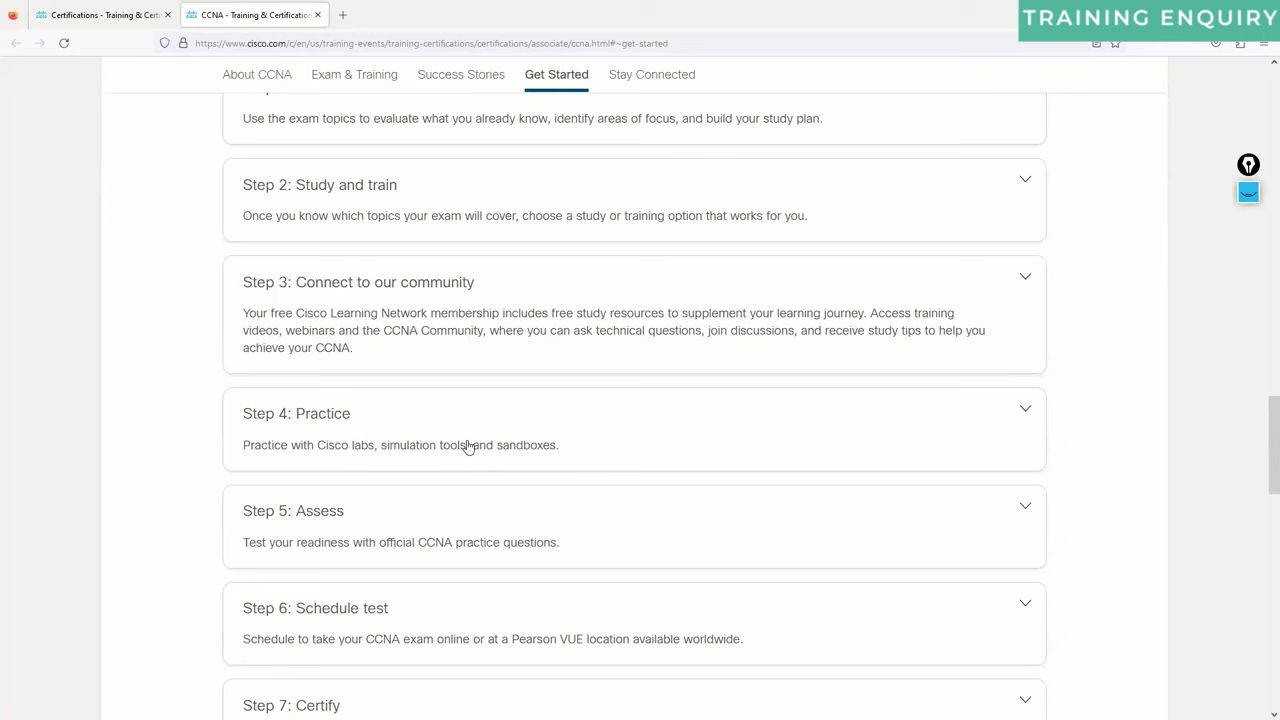 Certifications - Training & Certi
CCNA - Training & Certification
TRAINING ENQUIRY
https://www.cisco.com/c/en/us/training-events/training-certifications/certifications/associate/ccna.html#~get-started
About CCNA
Exam & Training
Success Stories
Get Started
Stay Connected
Use the exam topics to evaluate what you already know, identify areas of focus, and build your study plan.
Step 2: Study and train
Once you know which topics your exam will cover, choose a study or training option that works for you.
Step 3: Connect to our community
Your free Cisco Learning Network membership includes free study resources to supplement your learning journey. Access training
videos, webinars and the CCNA Community, where you can ask technical questions, join discussions, and receive study tips to help you
achieve your CCNA.
Step 4: Practice
Practice with Cisco labs, simulation tools and sandboxes.
Step 5: Assess
Test your readiness with official CCNA practice questions.
Step 6: Schedule test
Schedule to take your CCNA exam online or at a Pearson VUE location available worldwide.
Step 7: Certify